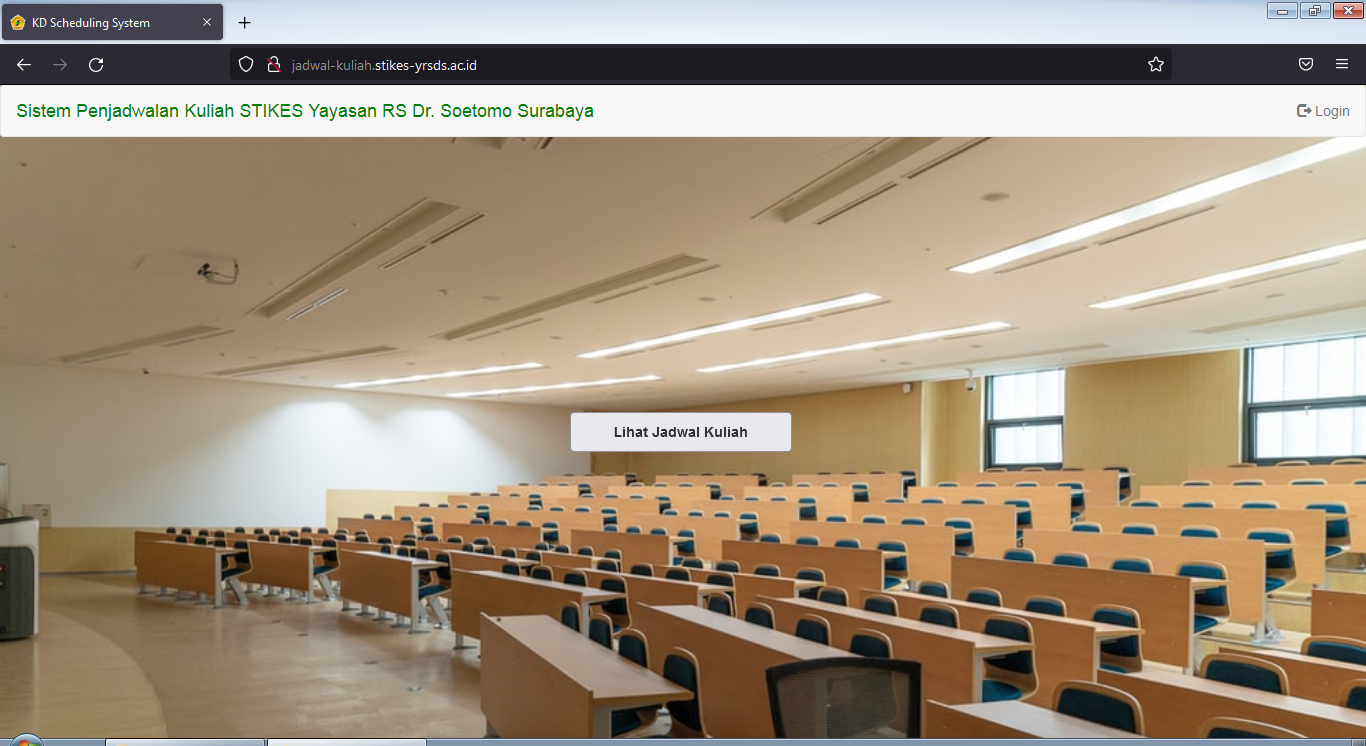 KD Scheduling System
jadwal-kuliah.stikes-yrsds.ac.id
Sistem Penjadwalan Kuliah STIKES Yayasan RS Dr. Soetomo Surabaya
Login
Lihat Jadwal Kuliah